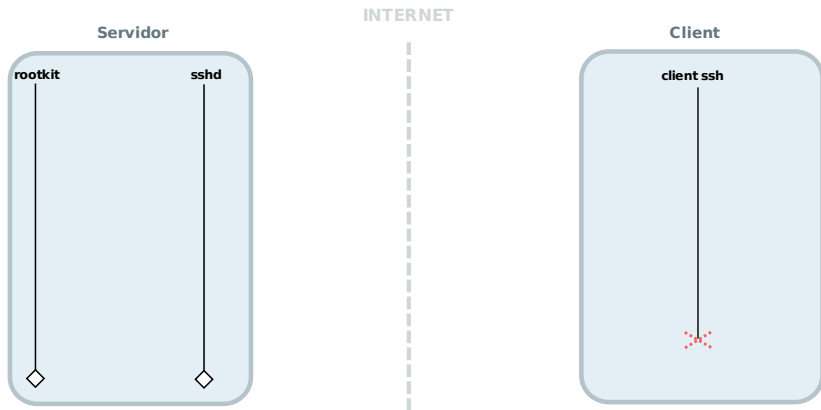 INTERNET
Servidor
Client
rootkit
sshd
client ssh